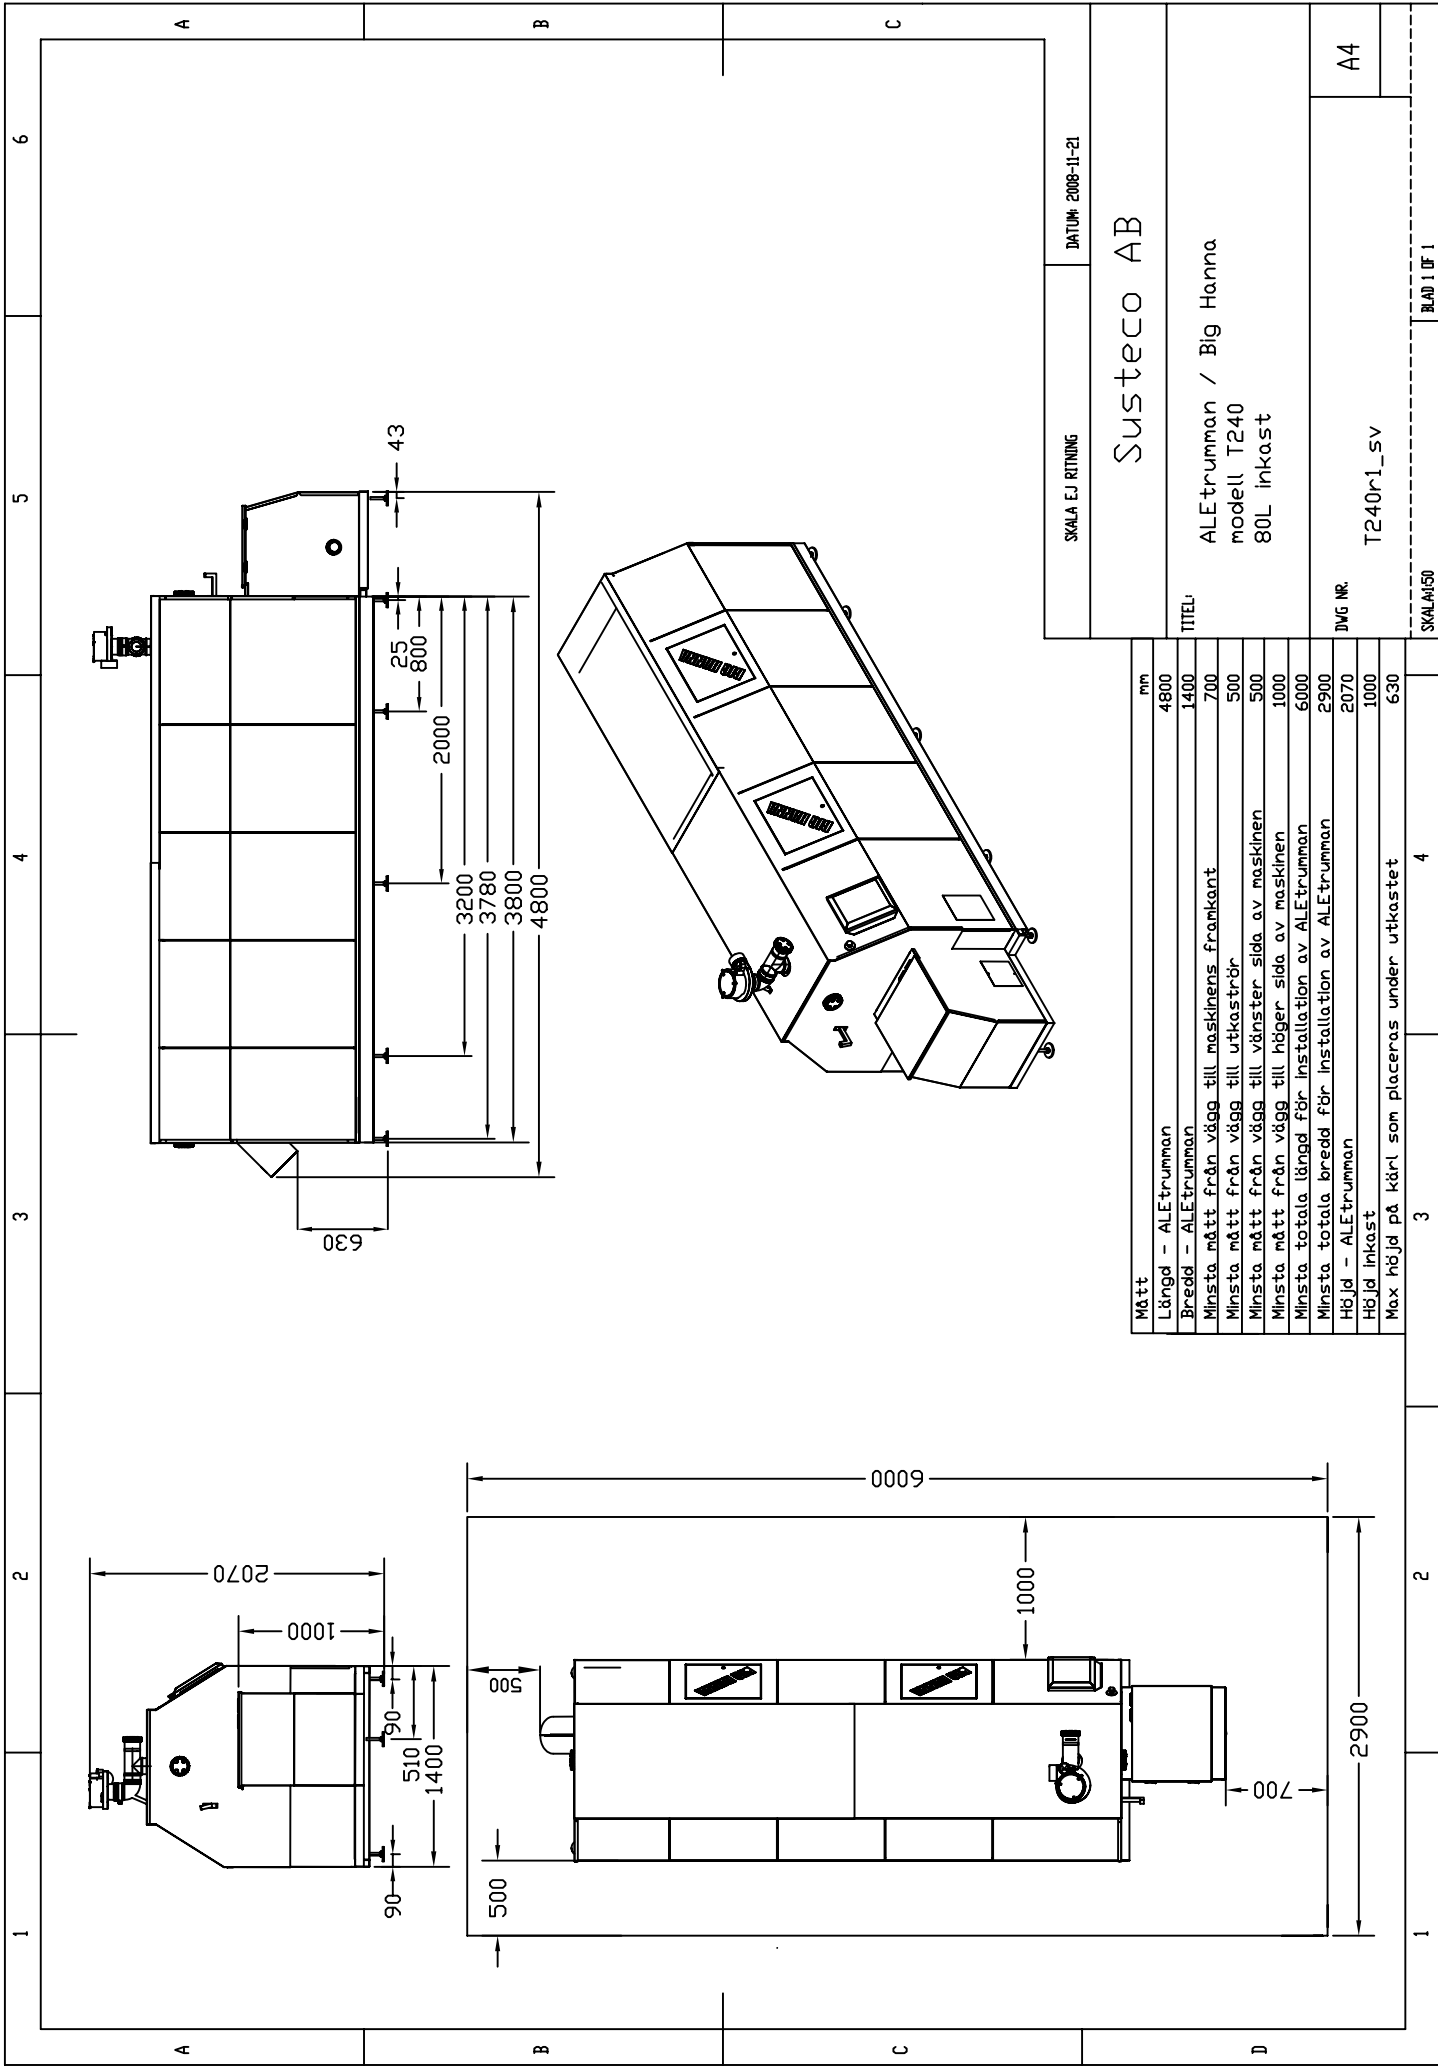 1
2
3
4
5
6
A
B
C
D
A
B
C
2070
1000
90
90
510
1400
630
43
25
800
2000
3200
3780
3800
4800
500
500
1000
6000
2900
700
Mått mm
Längd - ALEtrumman 4800
Bredd - ALEtrumman 1400
Minsta mått från vägg till maskinens framkant 700
Minsta mått från vägg till utkaströr 500
Minsta mått från vägg till vänster sida av maskinen 500
Minsta mått från vägg till höger sida av maskinen 1000
Minsta totala längd för installation av ALEtrumman 6000
Minsta totala bredd för installation av ALEtrumman 2900
Höjd - ALEtrumman 2070
Höjd inkast 1000
Max höjd på kärl som placeras under utkastet 630
SKALA EJ RITNING
DATUM: 2008-11-21
Susteco AB
TITEL:
ALEtrumman / Big Hanna
modell T240
80L inkast
DWG NR.
T240r1_sv
A4
SKALA:1:50
BLAD 1 OF 1
1
2
3
4